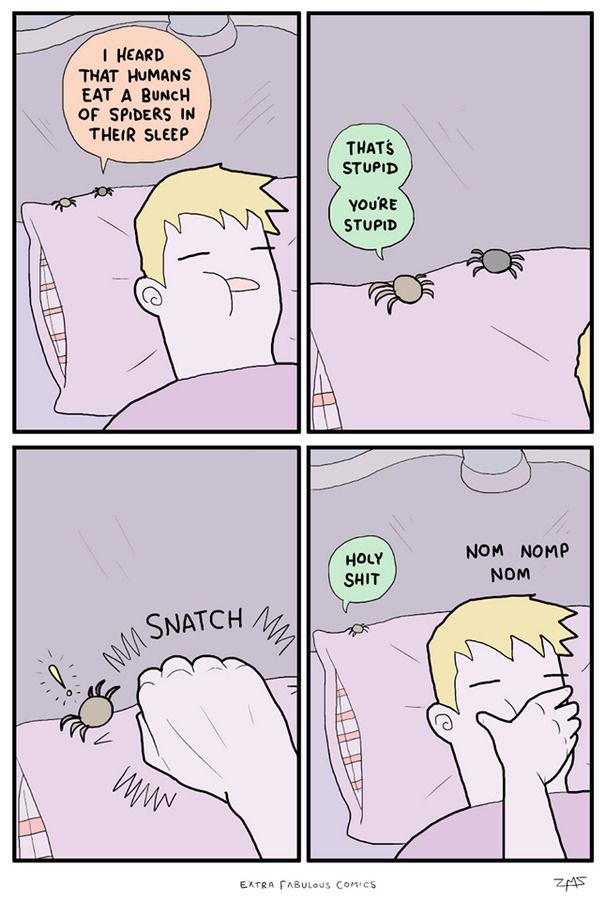 I HEARD
THAT HUMANS
EAT A BUNCH
OF SPIDERS IN
THEIR SLEEP
THAT'S
STUPID
YOU'RE
STUPID
SNATCH
!
HOLY
SHIT
NOM NOMP
NOM
EXTRA FABULOUS COMICS
ZMS